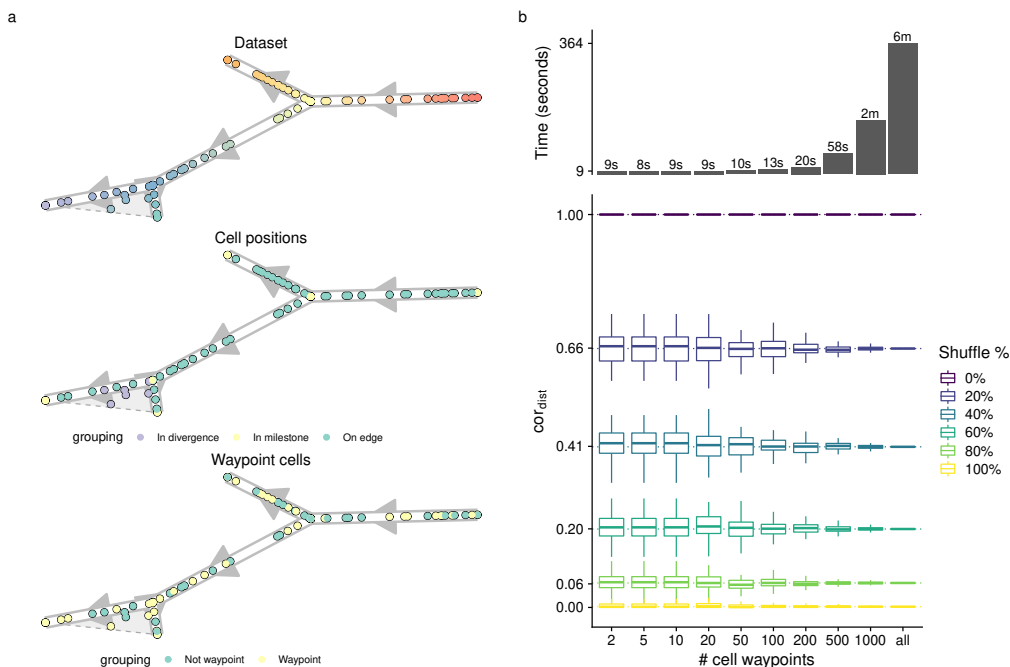 a
Dataset
Cell positions
grouping In divergence In milestone On edge
Waypoint cells
grouping Not waypoint Waypoint
b
6m
364
2m
58s
9s 8s 9s 9s 10s 13s 20s
9
Time (seconds)
1.00
0.66
0.41
0.20
0.06
0.00
cor_dist
2 5 10 20 50 100 200 500 1000 all
# cell waypoints
Shuffle %
0%
20%
40%
60%
80%
100%